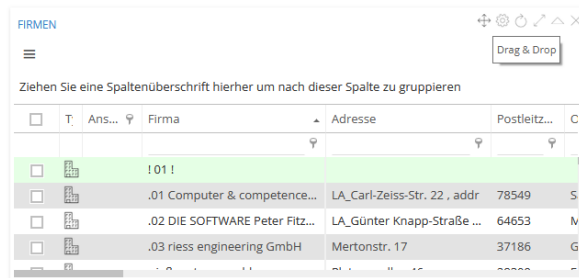 FIRMEN
Drag & Drop
Ziehen Sie eine Spaltenüberschrift hierher um nach dieser Spalte zu gruppieren
T Ans... Firma Adresse Postleitz...
! 01 !
.01 Computer & competence... LA_Carl-Zeiss-Str. 22 , addr 78549
.02 DIE SOFTWARE Peter Fitz... LA_Günter Knapp-Straße ... 64653
.03 riess engineering GmbH Mertonstr. 17 37186